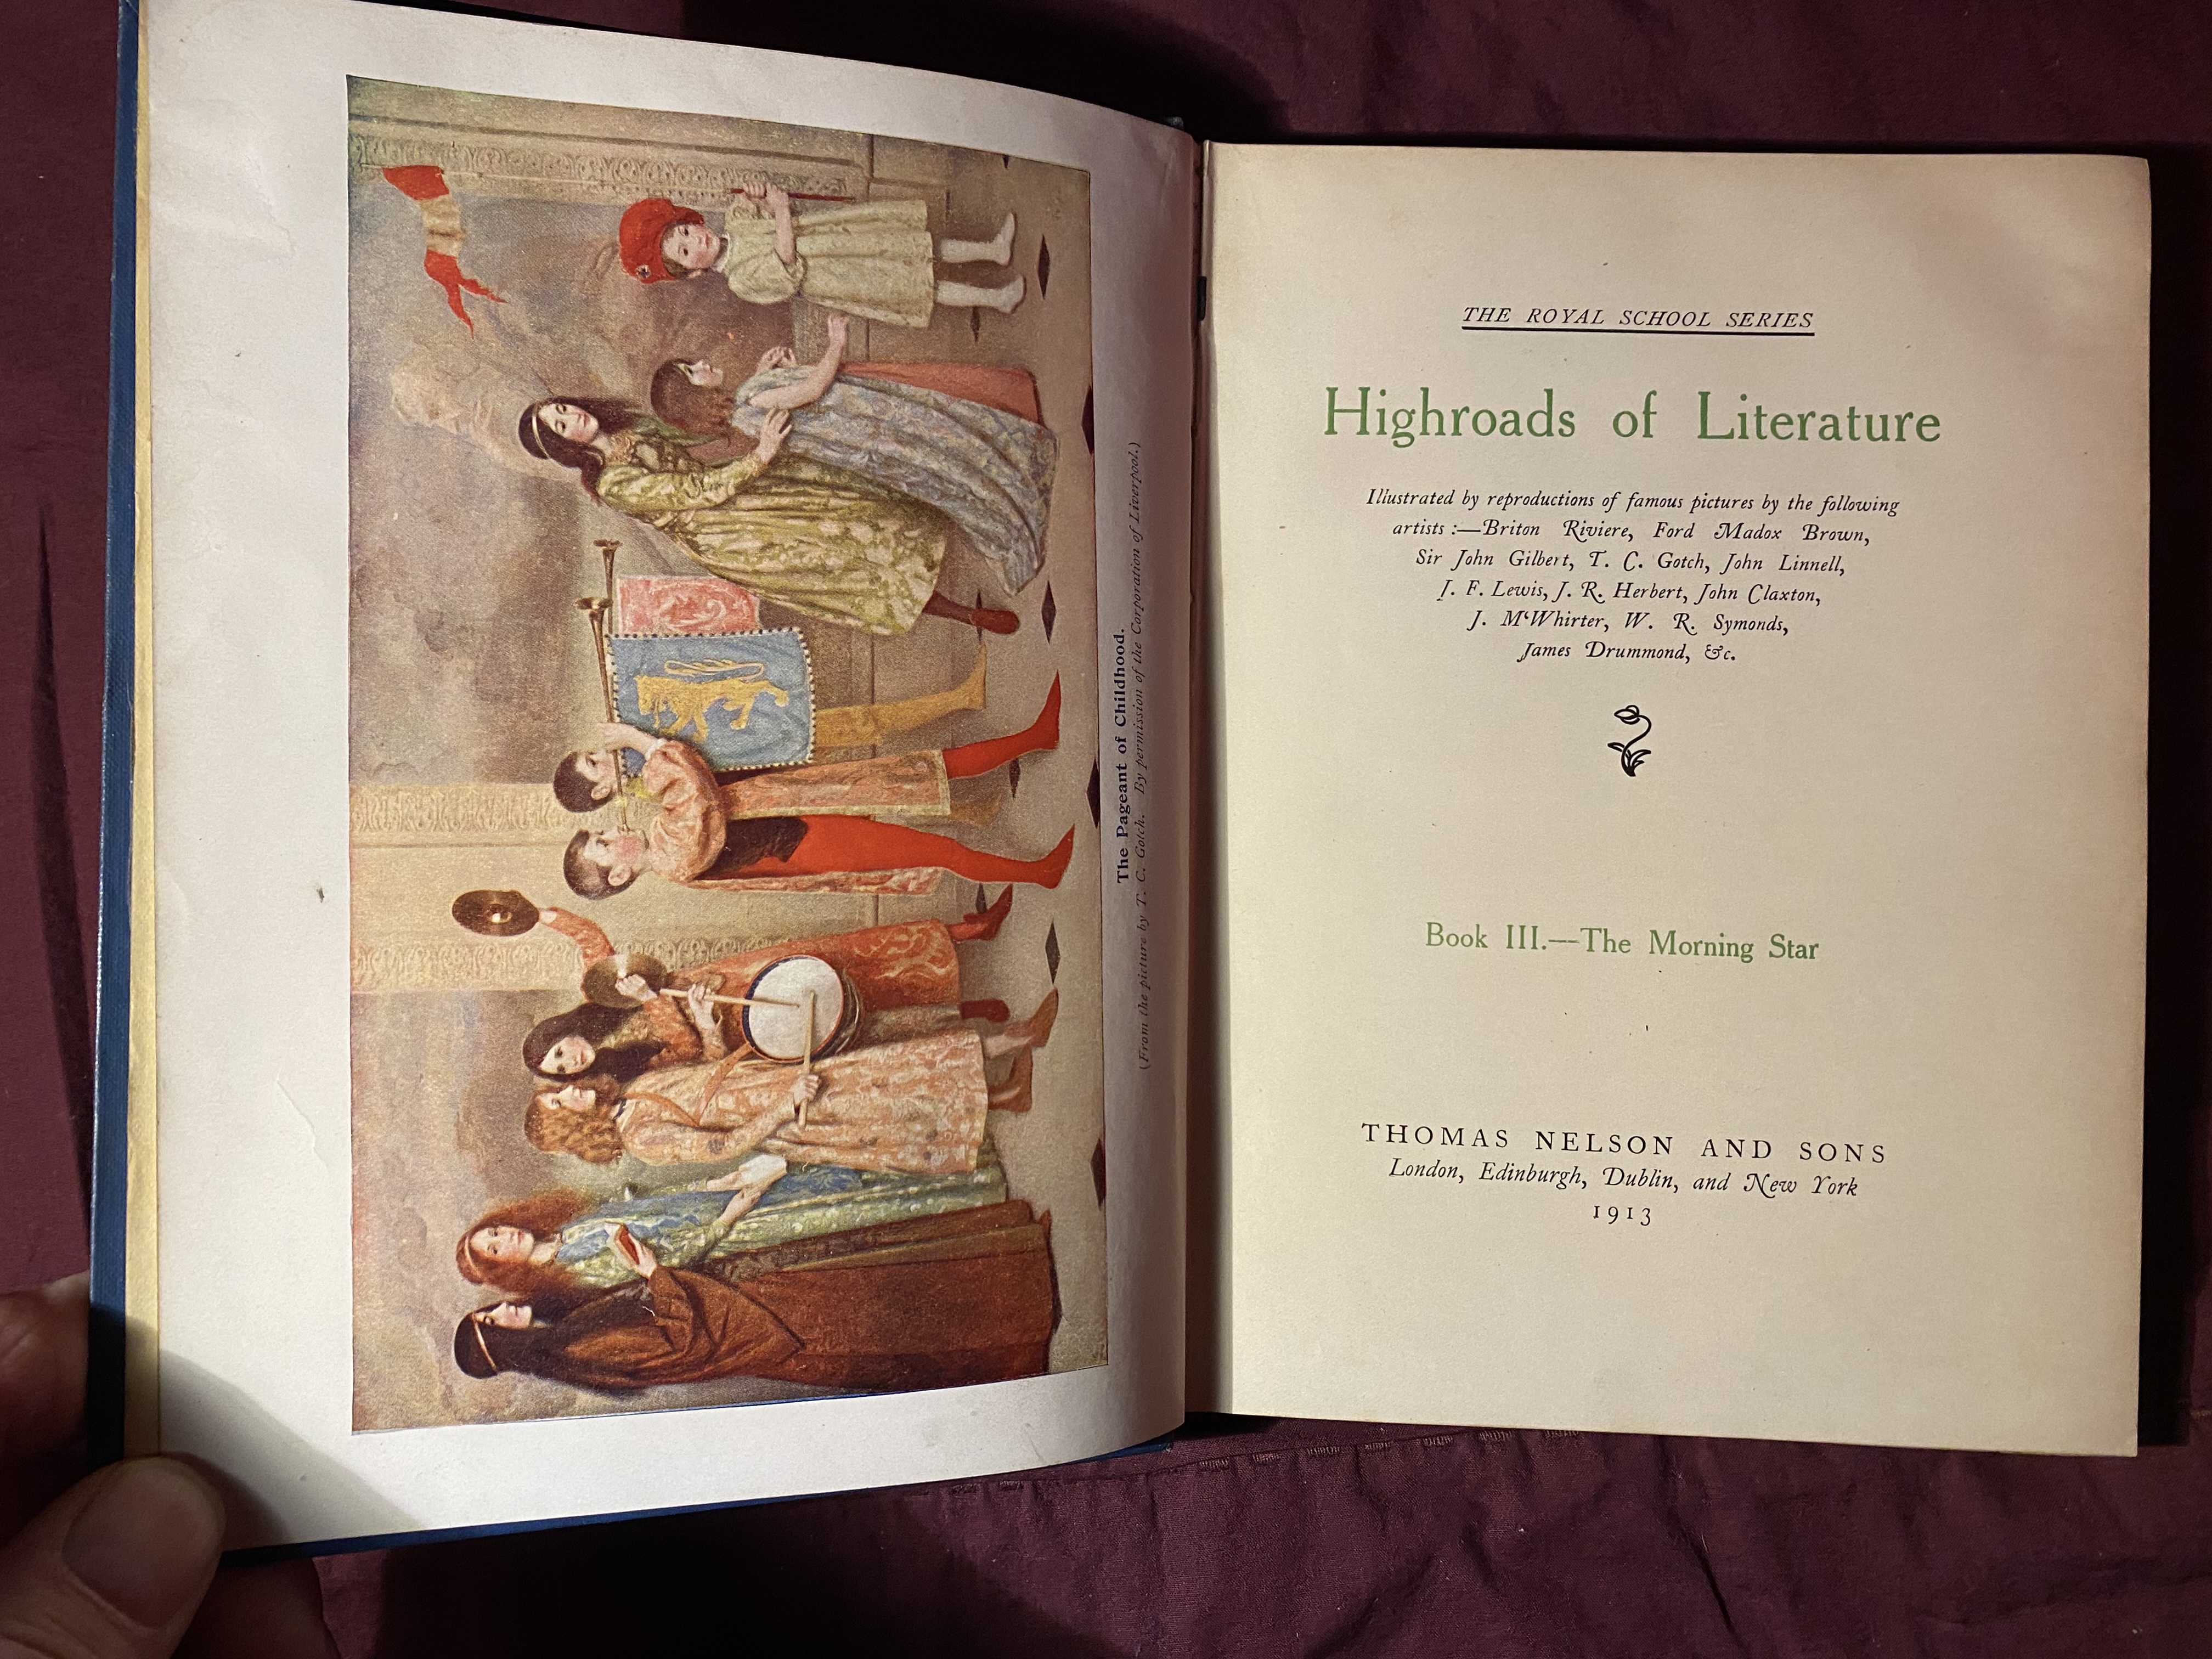 The Pageant of Childhood.
(From the picture by T. C. Gotch. By permission of the Corporation of Liverpool.)
THE ROYAL SCHOOL SERIES
Highroads of Literature
Illustrated by reproductions of famous pictures by the following
artists :—Briton Riviere, Ford Madox Brown,
Sir John Gilbert, T. C. Gotch, John Linnell,
J. F. Lewis, J. R. Herbert, John Claxton,
J. M‘Whirter, W. R. Symonds,
James Drummond, &c.
Book III.—The Morning Star
THOMAS NELSON AND SONS
London, Edinburgh, Dublin, and New York
1913